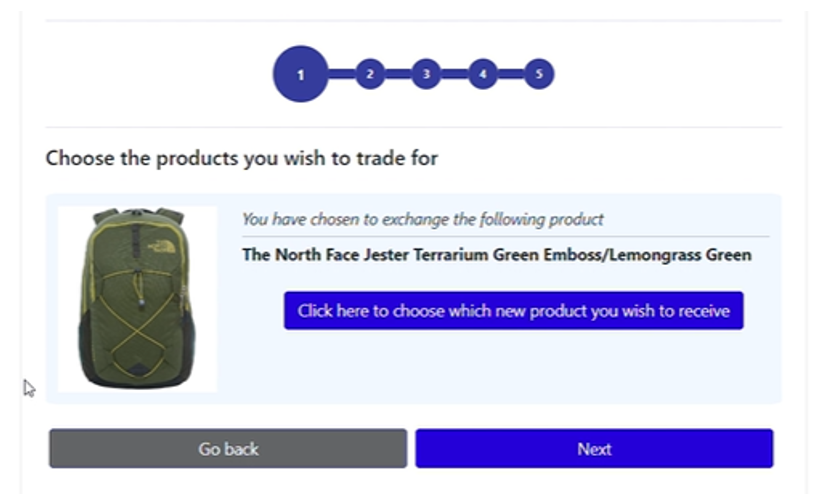 1 2 3 4 5
Choose the products you wish to trade for
You have chosen to exchange the following product
The North Face Jester Terrarium Green Emboss/Lemongrass Green
Click here to choose which new product you wish to receive
Go back Next